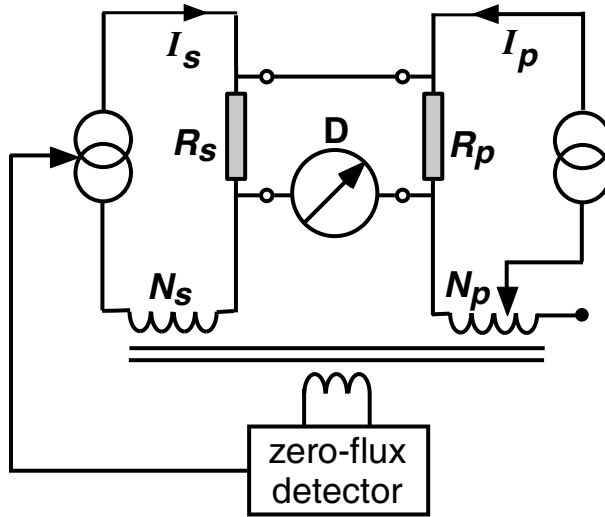 I_s
I_p
D
R_s
R_p
N_s
N_p
zero-flux
detector